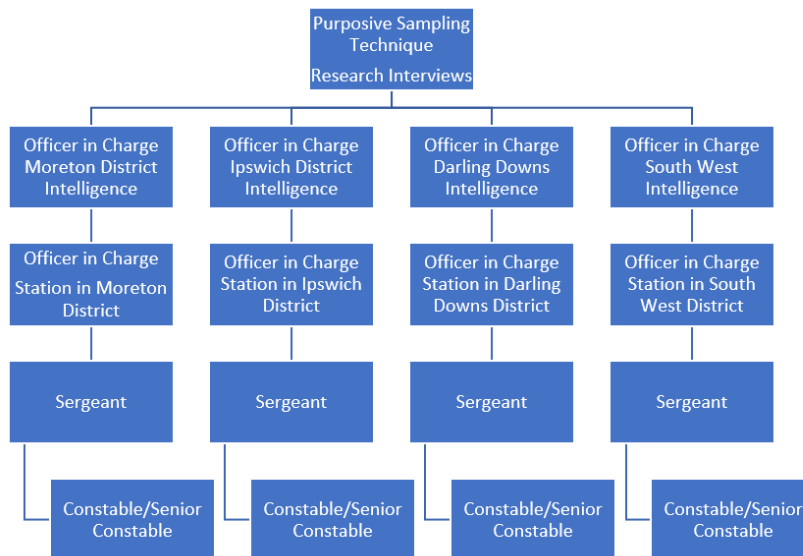 Purposive Sampling
Technique
Research Interviews
Officer in Charge
Moreton District
Intelligence
Officer in Charge
Ipswich District
Intelligence
Officer in Charge
Darling Downs
Intelligence
Officer in Charge
South West
Intelligence
Officer in Charge
Station in Moreton
District
Officer in Charge
Station in Ipswich
District
Officer in Charge
Station in Darling
Downs District
Officer in Charge
Station in South
West District
Sergeant
Sergeant
Sergeant
Sergeant
Constable/Senior
Constable
Constable/Senior
Constable
Constable/Senior
Constable
Constable/Senior
Constable